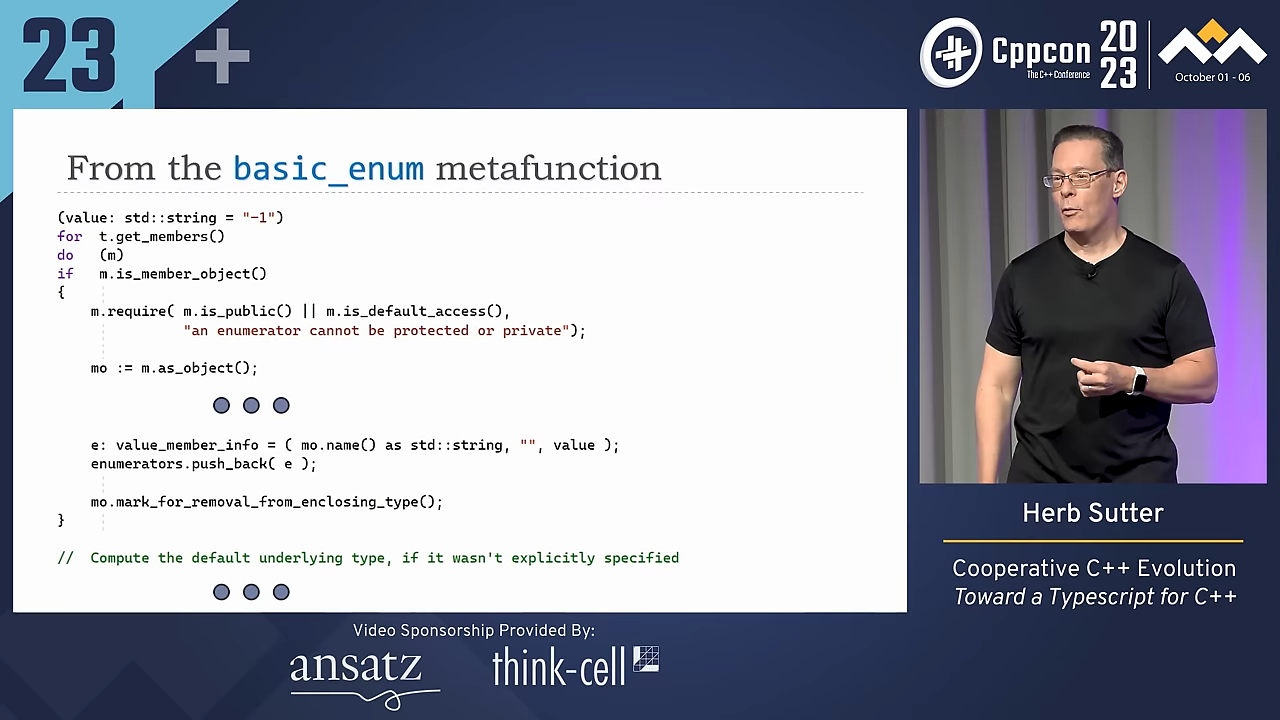 23
+
Cppcon
The C++ Conference
20
23
October 01 - 06
From the basic_enum metafunction
(value: std::string = "-1")
for t.get_members()
do (m)
if m.is_member_object()
{
m.require( m.is_public() || m.is_default_access(),
"an enumerator cannot be protected or private");
mo := m.as_object();
e: value_member_info = ( mo.name() as std::string, "", value );
enumerators.push_back( e );
mo.mark_for_removal_from_enclosing_type();
}
// Compute the default underlying type, if it wasn't explicitly specified
Herb Sutter
Cooperative C++ Evolution
Toward a Typescript for C++
Video Sponsorship Provided By:
ansatz
think-cell